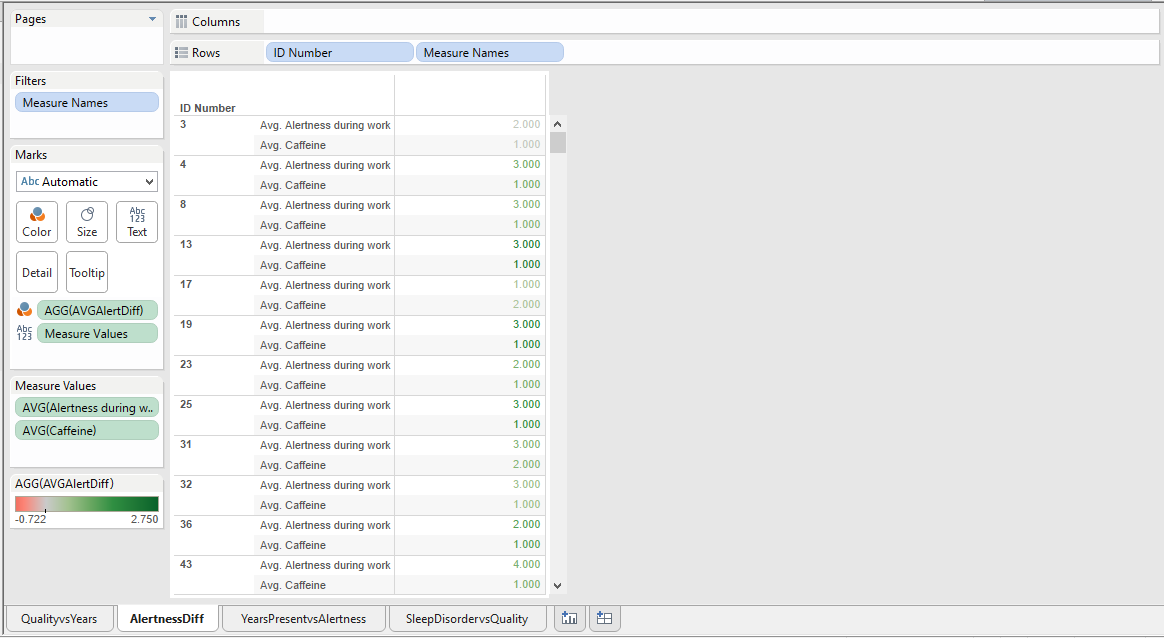 Pages
Columns
Rows ID Number Measure Names
Filters
Measure Names
Marks
Abc Automatic
Color Size Abc 123 Text
Detail Tooltip
AGG(AVGAlertDiff)
Abc 123 Measure Values
Measure Values
AVG(Alertness during w..
AVG(Caffeine)
AGG(AVGAlertDiff)
-0.722 2.750
ID Number
3 Avg. Alertness during work 2.000
Avg. Caffeine 1.000
4 Avg. Alertness during work 3.000
Avg. Caffeine 1.000
8 Avg. Alertness during work 3.000
Avg. Caffeine 1.000
13 Avg. Alertness during work 3.000
Avg. Caffeine 1.000
17 Avg. Alertness during work 1.000
Avg. Caffeine 2.000
19 Avg. Alertness during work 3.000
Avg. Caffeine 1.000
23 Avg. Alertness during work 2.000
Avg. Caffeine 1.000
25 Avg. Alertness during work 3.000
Avg. Caffeine 1.000
31 Avg. Alertness during work 3.000
Avg. Caffeine 2.000
32 Avg. Alertness during work 3.000
Avg. Caffeine 1.000
36 Avg. Alertness during work 2.000
Avg. Caffeine 1.000
43 Avg. Alertness during work 4.000
Avg. Caffeine 1.000
QualityvsYears AlertnessDiff YearsPresentvsAlertness SleepDisordervsQuality